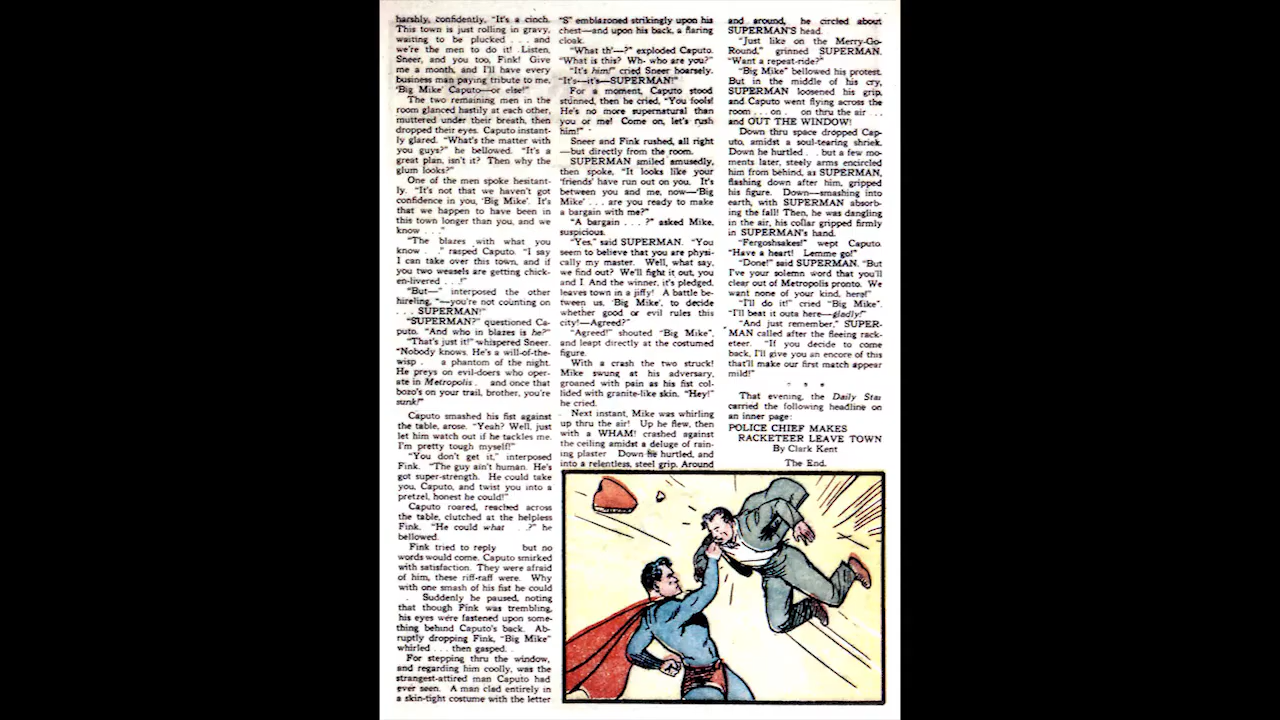 harshly, confidently, "It's a cinch.
This town is just rolling in gravy,
waiting to be plucked . . . and
we're the men to do it! Listen,
Sneer, and you too, Fink! Give
me a month, and I'll have every
business man paying tribute to me,
'Big Mike' Caputo—or else!"
The two remaining men in the
room glanced hastily at each other,
muttered under their breath, then
dropped their eyes. Caputo instant-
ly glared. "What's the matter with
you guys?" he bellowed. "It's a
great plan, isn't it? Then why the
glum looks?"
One of the men spoke hesitant-
ly. "It's not that we haven't got
confidence in you, 'Big Mike'. It's
that we happen to have been in
this town longer than you, and we
know . . ."
"The blazes with what you
know . ." rasped Caputo. "I say
I can take over this town, and if
you two weasels are getting chick-
en-livered . . .!"
"But—" interposed the other
hireling, "—you're not counting on
. . . SUPERMAN!"
"SUPERMAN?" questioned Ca-
puto. "And who in blazes is he?"
"That's just it!" whispered Sneer.
"Nobody knows. He's a will-of-the-
wisp . a phantom of the night.
He preys on evil-doers who oper-
ate in Metropolis . and once that
bozo's on your trail, brother, you're
sunk!"
Caputo smashed his fist against
the table, arose. "Yeah? Well, just
let him watch out if he tackles me.
I'm pretty tough myself!"
"You don't get it," interposed
Fink. "The guy ain't human. He's
got super-strength. He could take
you, Caputo, and twist you into a
pretzel, honest he could!"
Caputo roared, reached across
the table, clutched at the helpless
Fink. "He could what . .?" he
bellowed.
Fink tried to reply but no
words would come. Caputo smirked
with satisfaction. They were afraid
of him, these riff-raff were. Why
with one smash of his fist he could
. Suddenly he paused, noting
that though Fink was trembling,
his eyes were fastened upon some-
thing behind Caputo's back. Ab-
ruptly dropping Fink, "Big Mike"
whirled . . . then gasped. .
For stepping thru the window,
and regarding him coolly, was the
strangest-attired man Caputo had
ever seen. A man clad entirely in
a skin-tight costume with the letter
"S" emblazoned strikingly upon his
chest—and upon his back, a flaring
cloak.
"What th'—?" exploded Caputo.
"What is this? Wh- who are you?"
"It's him!" cried Sneer hoarsely.
"It's—it's—SUPERMAN!"
For a moment, Caputo stood
stunned, then he cried, "You fools!
He's no more supernatural than
you or me! Come on, let's rush
him!"
Sneer and Fink rushed, all right
—but directly from the room.
SUPERMAN smiled amusedly,
then spoke, "It looks like your
'friends' have run out on you. It's
between you and me, now—'Big
Mike' . . . are you ready to make
a bargain with me?"
"A bargain . . . ?" asked Mike,
suspicious.
"Yes," said SUPERMAN. "You
seem to believe that you are physi-
cally my master. Well, what say,
we find out? We'll fight it out, you
and I. And the winner, it's pledged,
leaves town in a jiffy! A battle be-
tween us, 'Big Mike', to decide
whether good or evil rules this
city!—Agreed?"
"Agreed!" shouted "Big Mike",
and leapt directly at the costumed
figure.
With a crash the two struck!
Mike swung at his adversary,
groaned with pain as his fist col-
lided with granite-like skin. "Hey!"
he cried.
Next instant, Mike was whirling
up thru the air! Up he flew, then
with a WHAM! crashed against
the ceiling amidst a deluge of rain-
ing plaster Down he hurtled, and
into a relentless, steel grip. Around
and around, he circled about
SUPERMAN'S head.
"Just like on the Merry-Go-
Round," grinned SUPERMAN.
"Want a repeat-ride?"
"Big Mike" bellowed his protest.
But in the middle of his cry,
SUPERMAN loosened his grip,
and Caputo went flying across the
room . . . on . on thru the air . . .
and OUT THE WINDOW!
Down thru space dropped Cap-
uto, amidst a soul-tearing shriek.
Down he hurtled . . but a few mo-
ments later, steely arms encircled
him from behind, as SUPERMAN,
flashing down after him, gripped
his figure. Down—smashing into
earth, with SUPERMAN absorb-
ing the fall! Then, he was dangling
in the air, his collar gripped firmly
in SUPERMAN's hand.
"Fergoshsakes!" wept Caputo.
"Have a heart! Lemme go!"
"Done!" said SUPERMAN. "But
I've your solemn word that you'll
clear out of Metropolis pronto. We
want none of your kind, here!"
"I'll do it!" cried "Big Mike".
"I'll beat it outa here—gladly!"
"And just remember," SUPER-
MAN called after the fleeing rack-
eteer. "If you decide to come
back, I'll give you an encore of this
that'll make our first match appear
mild!"
* * *
That evening, the Daily Star
carried the following headline on
an inner page:
POLICE CHIEF MAKES
RACKETEER LEAVE TOWN
By Clark Kent
The End.